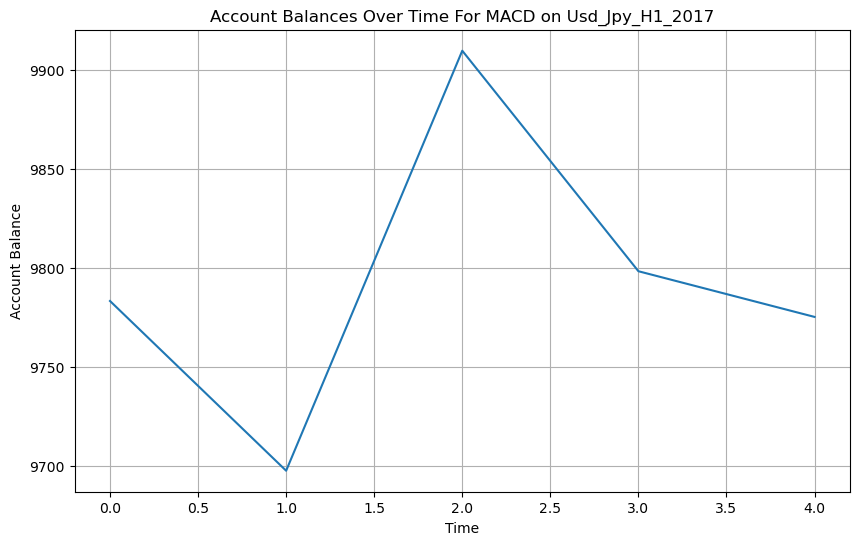 Account Balances Over Time For MACD on Usd_Jpy_H1_2017
9900
9850
9800
9750
9700
Account Balance
0.0 0.5 1.0 1.5 2.0 2.5 3.0 3.5 4.0
Time